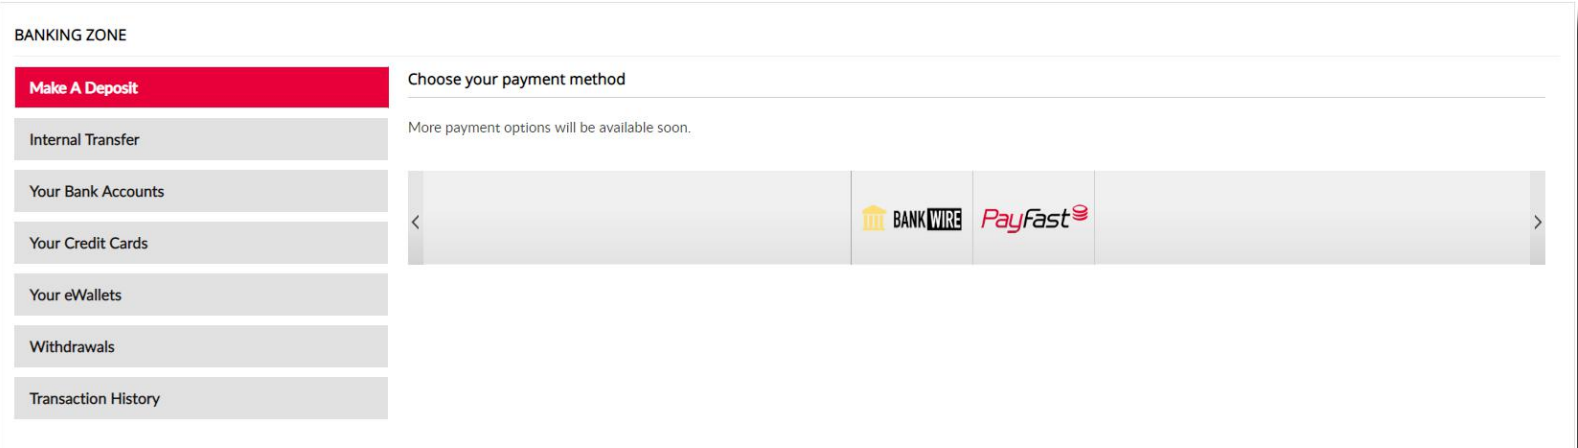 BANKING ZONE
Make A Deposit
Internal Transfer
Your Bank Accounts
Your Credit Cards
Your eWallets
Withdrawals
Transaction History
Choose your payment method
More payment options will be available soon.
BANK WIRE PayFast